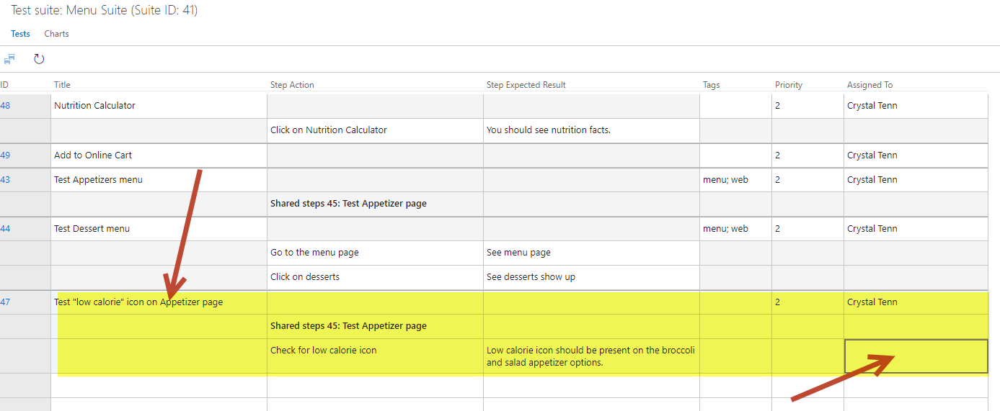 Test suite: Menu Suite (Suite ID: 41)
Tests Charts
ID Title Step Action Step Expected Result Tags Priority Assigned To
48 Nutrition Calculator 2 Crystal Tenn
Click on Nutrition Calculator You should see nutrition facts.
49 Add to Online Cart 2 Crystal Tenn
43 Test Appetizers menu menu; web 2 Crystal Tenn
Shared steps 45: Test Appetizer page
44 Test Dessert menu menu; web 2 Crystal Tenn
Go to the menu page See menu page
Click on desserts See desserts show up
47 Test "low calorie" icon on Appetizer page 2 Crystal Tenn
Shared steps 45: Test Appetizer page
Check for low calorie icon Low calorie icon should be present on the broccoli
and salad appetizer options.